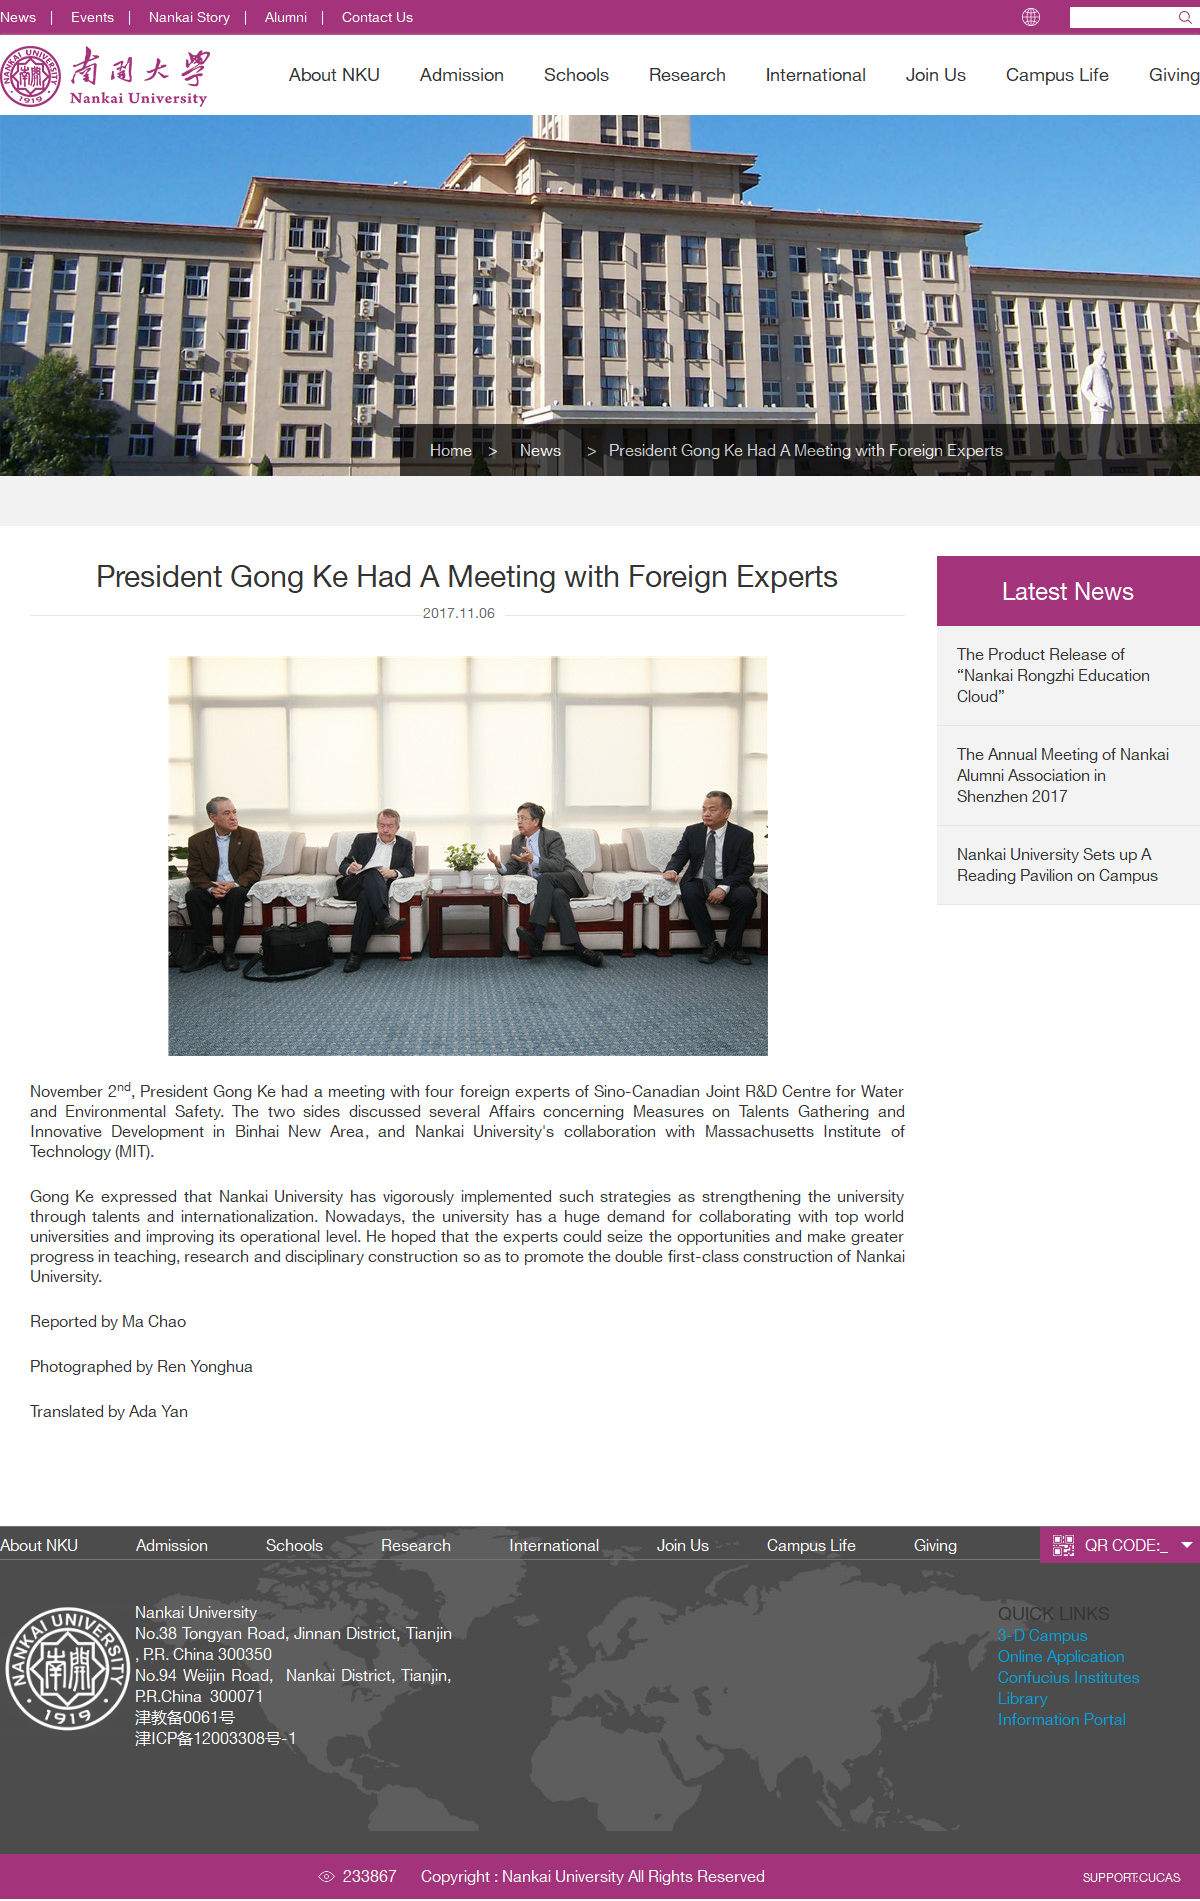 News | Events | Nankai Story | Alumni | Contact Us
NANKAI UNIVERSITY
南開
1919
南開大學
Nankai University
About NKU Admission Schools Research International Join Us Campus Life Giving
Home > News > President Gong Ke Had A Meeting with Foreign Experts
President Gong Ke Had A Meeting with Foreign Experts
2017.11.06
Latest News
The Product Release of
“Nankai Rongzhi Education
Cloud”
The Annual Meeting of Nankai
Alumni Association in
Shenzhen 2017
Nankai University Sets up A
Reading Pavilion on Campus
November 2nd, President Gong Ke had a meeting with four foreign experts of Sino-Canadian Joint R&D Centre for Water
and Environmental Safety. The two sides discussed several Affairs concerning Measures on Talents Gathering and
Innovative Development in Binhai New Area, and Nankai University's collaboration with Massachusetts Institute of
Technology (MIT).
Gong Ke expressed that Nankai University has vigorously implemented such strategies as strengthening the university
through talents and internationalization. Nowadays, the university has a huge demand for collaborating with top world
universities and improving its operational level. He hoped that the experts could seize the opportunities and make greater
progress in teaching, research and disciplinary construction so as to promote the double first-class construction of Nankai
University.
Reported by Ma Chao
Photographed by Ren Yonghua
Translated by Ada Yan
About NKU Admission Schools Research International Join Us Campus Life Giving QR CODE:_
NANKAI UNIVERSITY
南開
1919
Nankai University
No.38 Tongyan Road, Jinnan District, Tianjin
, P.R. China 300350
No.94 Weijin Road, Nankai District, Tianjin,
P.R.China 300071
津教备0061号
津ICP备12003308号-1
QUICK LINKS
3-D Campus
Online Application
Confucius Institutes
Library
Information Portal
233867 Copyright : Nankai University All Rights Reserved
SUPPORT:CUCAS